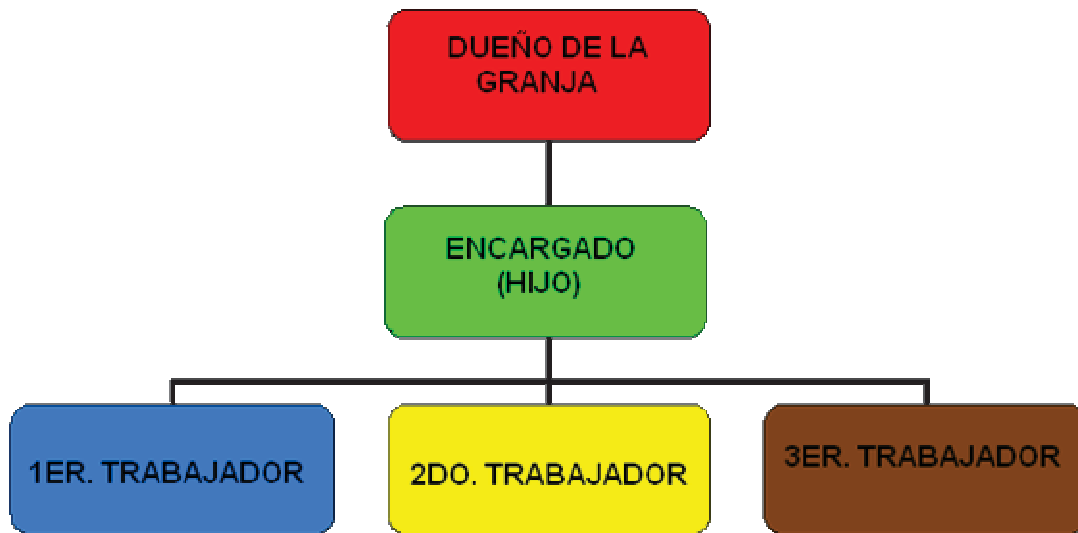 DUEÑO DE LA
GRANJA
ENCARGADO
(HIJO)
1ER. TRABAJADOR
2DO. TRABAJADOR
3ER. TRABAJADOR